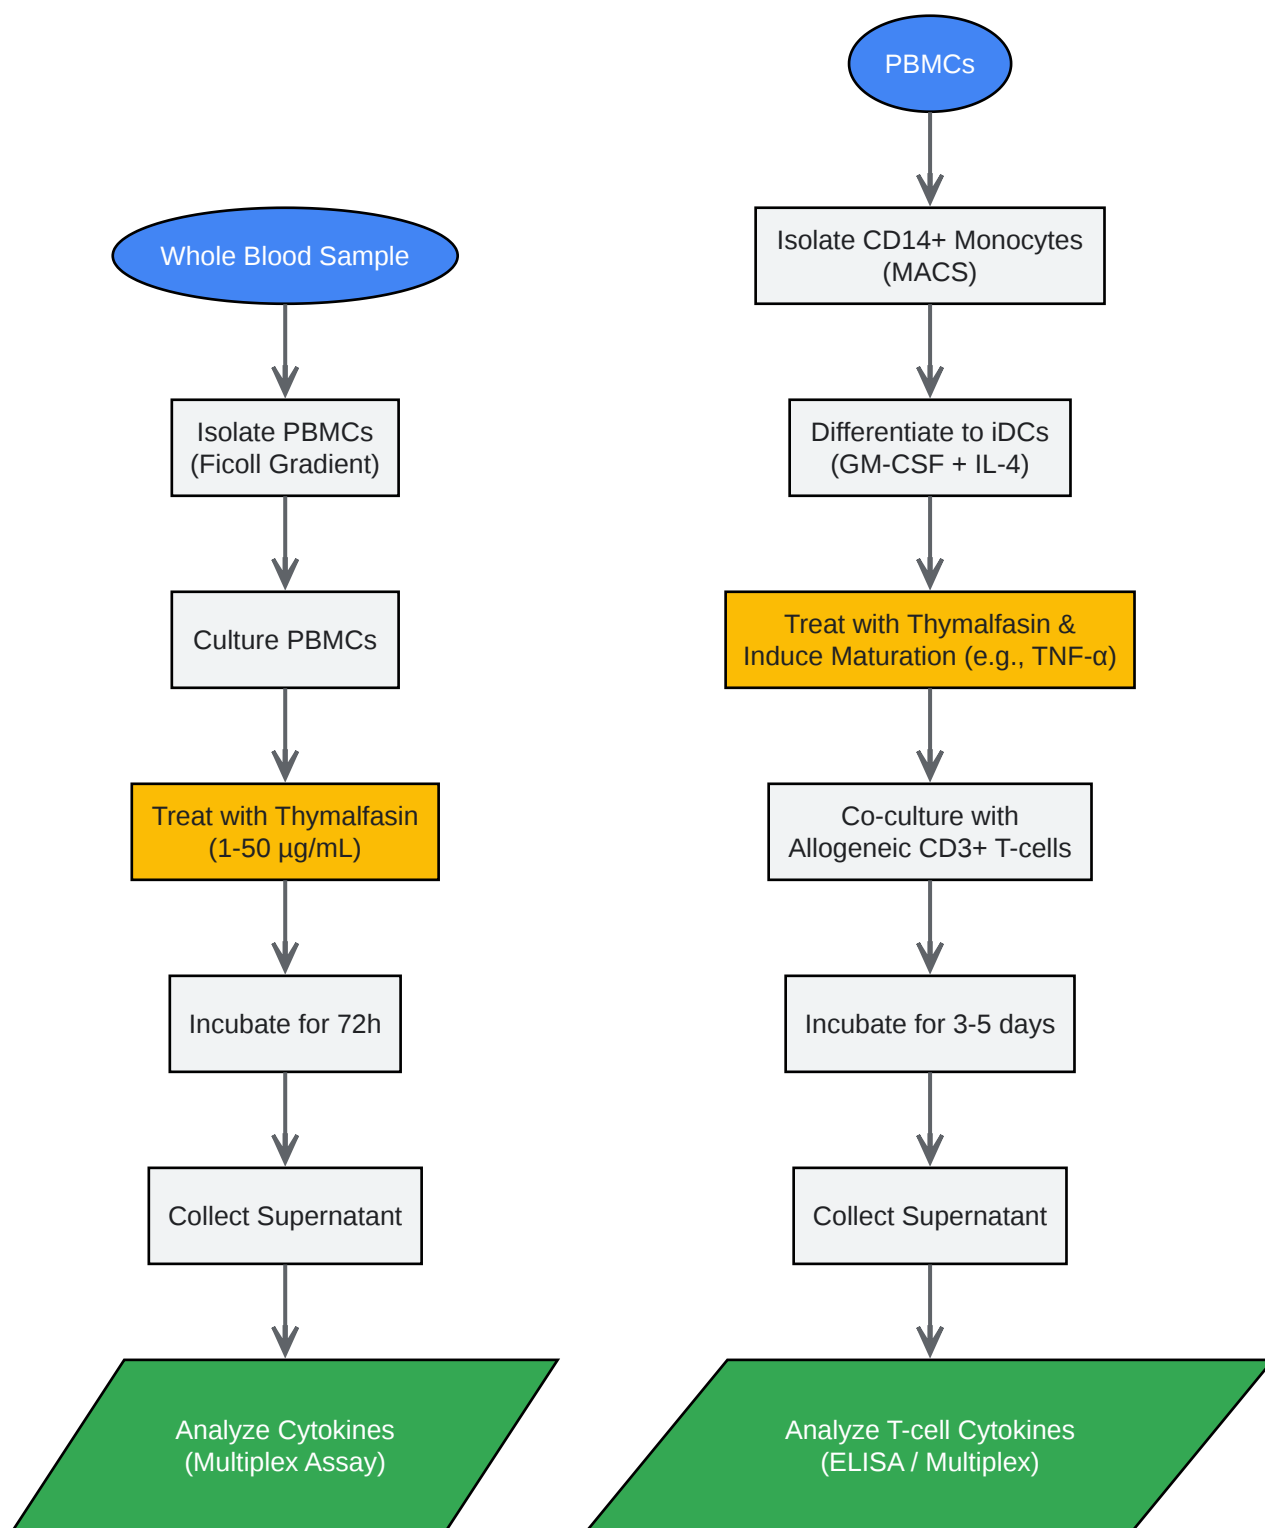 Whole Blood Sample
Isolate PBMCs
(Ficoll Gradient)
Culture PBMCs
Treat with Thymalfasin
(1-50 µg/mL)
Incubate for 72h
Collect Supernatant
Analyze Cytokines
(Multiplex Assay)
PBMCs
Isolate CD14+ Monocytes
(MACS)
Differentiate to iDCs
(GM-CSF + IL-4)
Treat with Thymalfasin &
Induce Maturation (e.g., TNF-α)
Co-culture with
Allogeneic CD3+ T-cells
Incubate for 3-5 days
Collect Supernatant
Analyze T-cell Cytokines
(ELISA / Multiplex)